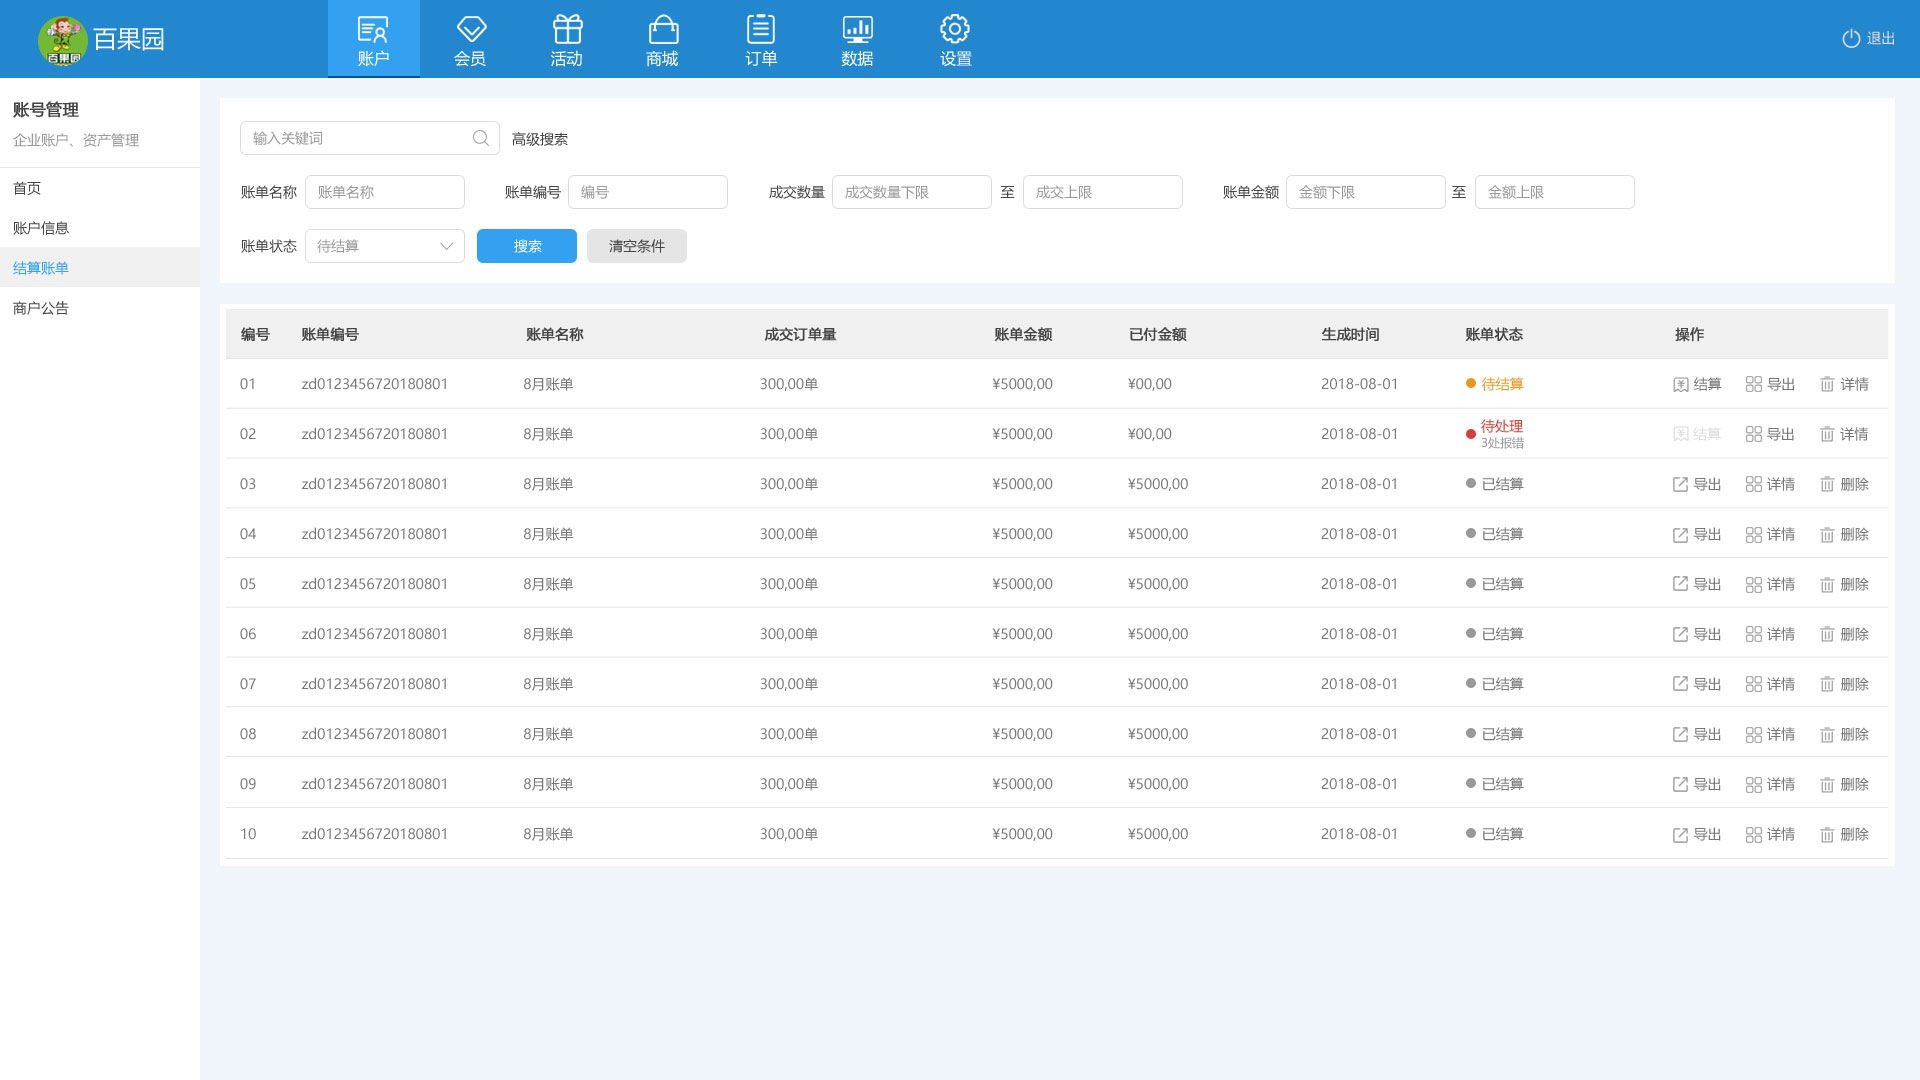 百果园 百果园 账户 会员 活动 商城 订单 数据 设置 退出
账号管理
企业账户、资产管理
首页
账户信息
结算账单
商户公告
输入关键词 高级搜索
账单名称 账单名称 账单编号 编号 成交数量 成交数量下限 至 成交上限 账单金额 金额下限 至 金额上限
账单状态 待结算 搜索 清空条件
编号 账单编号 账单名称 成交订单量 账单金额 已付金额 生成时间 账单状态 操作
01 zd0123456720180801 8月账单 300,00单 ¥5000,00 ¥00,00 2018-08-01 待结算 结算 导出 详情
02 zd0123456720180801 8月账单 300,00单 ¥5000,00 ¥00,00 2018-08-01 待处理 3处报错 结算 导出 详情
03 zd0123456720180801 8月账单 300,00单 ¥5000,00 ¥5000,00 2018-08-01 已结算 导出 详情 删除
04 zd0123456720180801 8月账单 300,00单 ¥5000,00 ¥5000,00 2018-08-01 已结算 导出 详情 删除
05 zd0123456720180801 8月账单 300,00单 ¥5000,00 ¥5000,00 2018-08-01 已结算 导出 详情 删除
06 zd0123456720180801 8月账单 300,00单 ¥5000,00 ¥5000,00 2018-08-01 已结算 导出 详情 删除
07 zd0123456720180801 8月账单 300,00单 ¥5000,00 ¥5000,00 2018-08-01 已结算 导出 详情 删除
08 zd0123456720180801 8月账单 300,00单 ¥5000,00 ¥5000,00 2018-08-01 已结算 导出 详情 删除
09 zd0123456720180801 8月账单 300,00单 ¥5000,00 ¥5000,00 2018-08-01 已结算 导出 详情 删除
10 zd0123456720180801 8月账单 300,00单 ¥5000,00 ¥5000,00 2018-08-01 已结算 导出 详情 删除